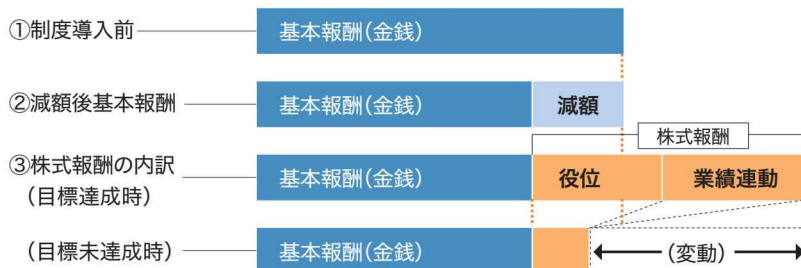 ①制度導入前
基本報酬(金銭)
②減額後基本報酬
基本報酬(金銭)
減額
株式報酬
③株式報酬の内訳
(目標達成時)
基本報酬(金銭)
役位
業績連動
(目標未達成時)
基本報酬(金銭)
(変動)